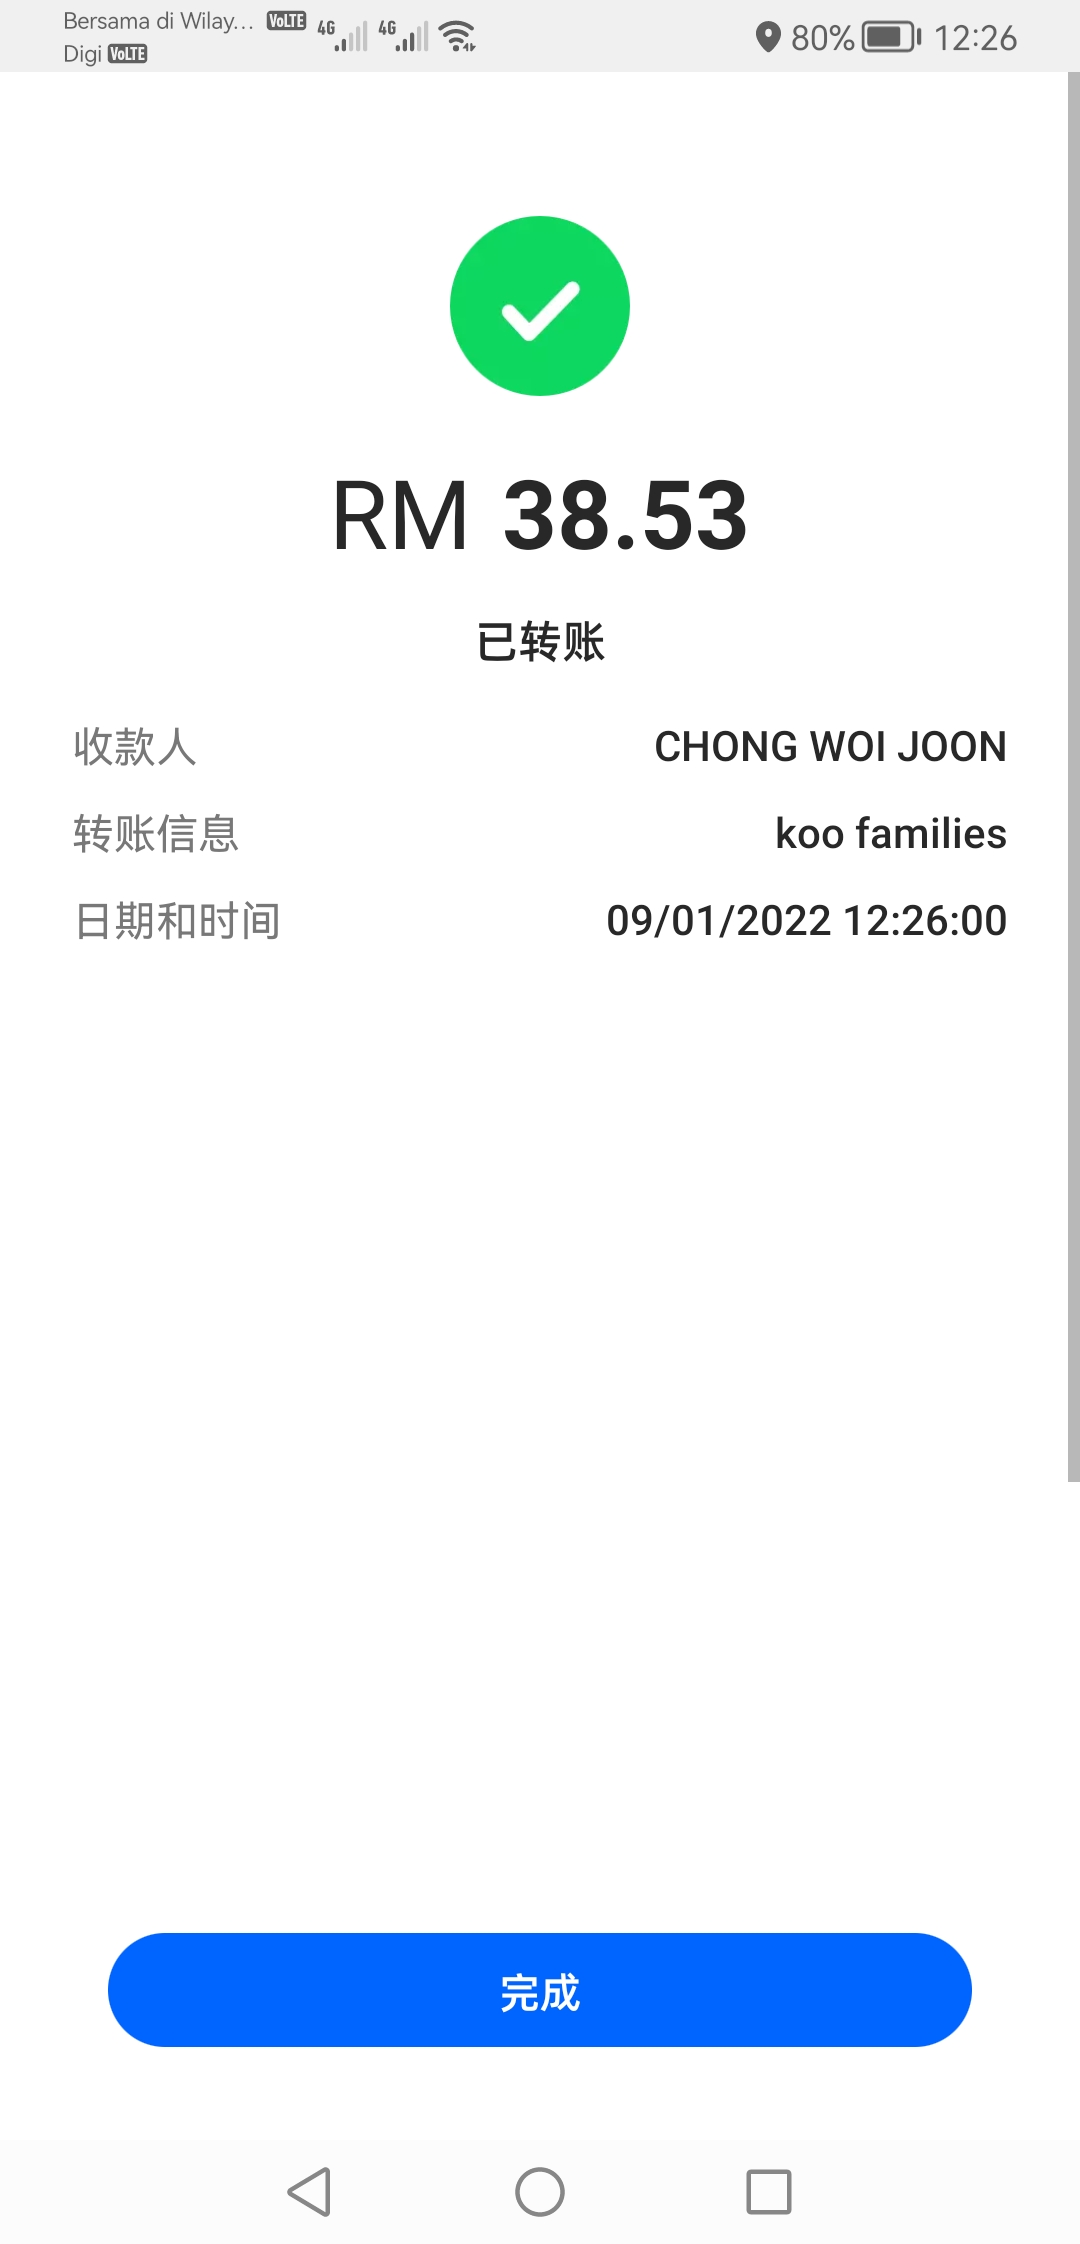 Bersama di Wilay... VoLTE 4G 4G 80% 12:26
Digi VoLTE
RM 38.53
已转账
收款人 CHONG WOI JOON
转账信息 koo families
日期和时间 09/01/2022 12:26:00
完成